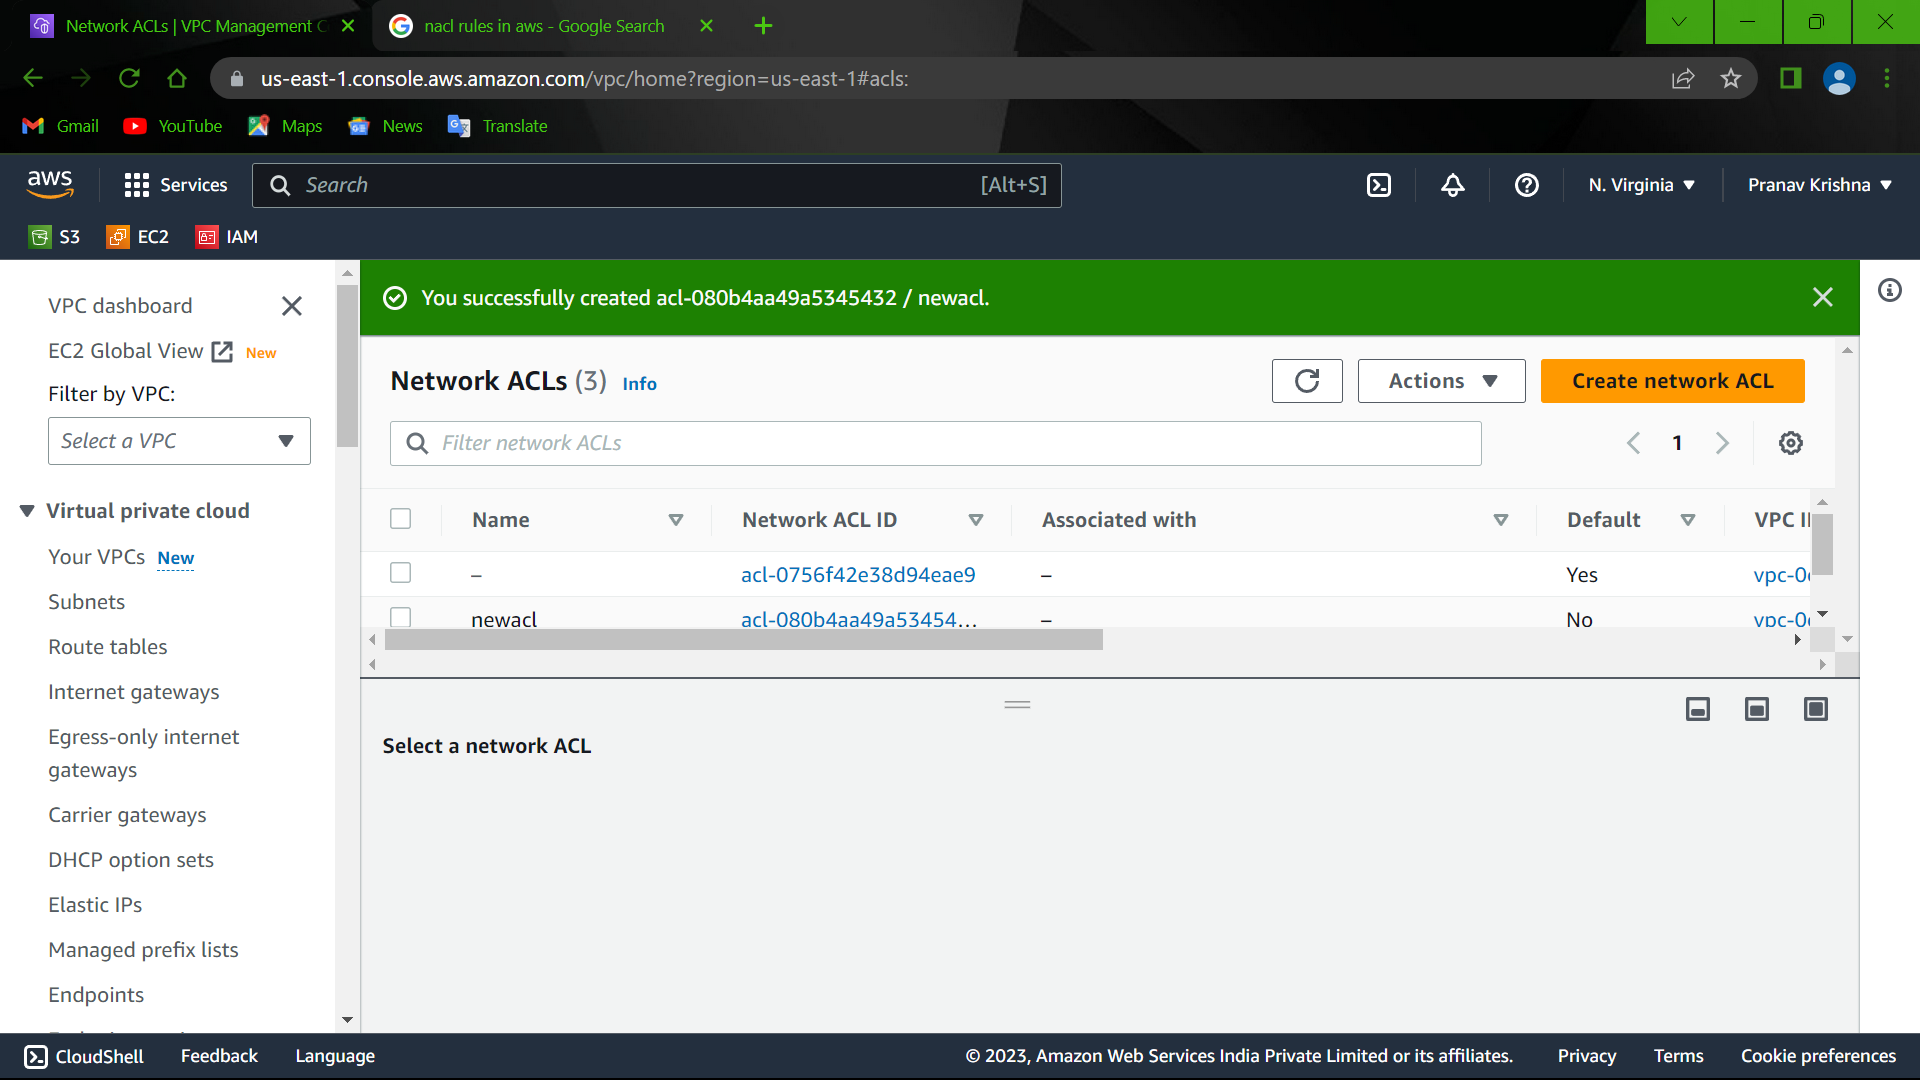 Network ACLs | VPC Management C
nacl rules in aws - Google Search
us-east-1.console.aws.amazon.com/vpc/home?region=us-east-1#acls:
Gmail YouTube Maps News Translate
aws Services Search [Alt+S] N. Virginia Pranav Krishna
S3 EC2 IAM
VPC dashboard
EC2 Global View New
Filter by VPC:
Select a VPC
Virtual private cloud
Your VPCs New
Subnets
Route tables
Internet gateways
Egress-only internet
gateways
Carrier gateways
DHCP option sets
Elastic IPs
Managed prefix lists
Endpoints
You successfully created acl-080b4aa49a5345432 / newacl.
Network ACLs (3) Info
Actions
Create network ACL
Filter network ACLs
1
Name Network ACL ID Associated with Default VPC I
– acl-0756f42e38d94eae9 – Yes vpc-0
newacl acl-080b4aa49a53454... – No vpc-0
Select a network ACL
CloudShell Feedback Language © 2023, Amazon Web Services India Private Limited or its affiliates. Privacy Terms Cookie preferences